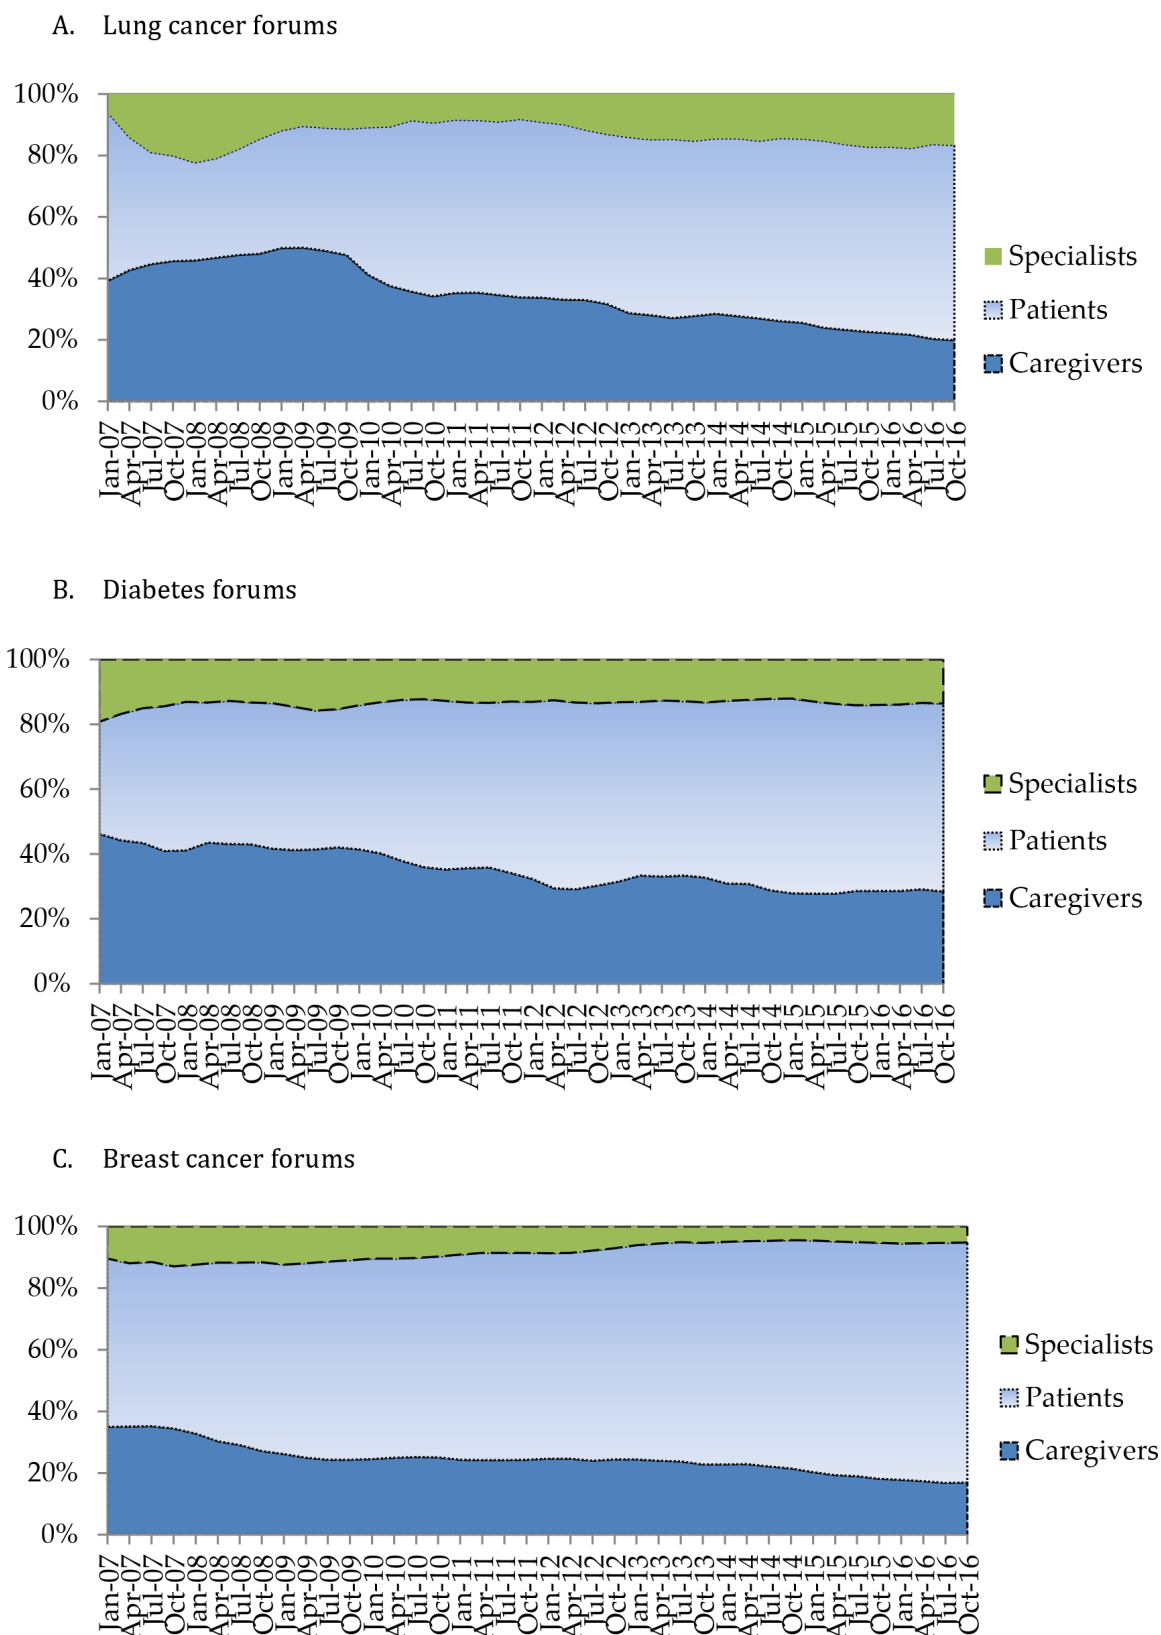 A. Lung cancer forums
100%
80%
60%
40%
20%
0%
Specialists
Patients
Caregivers
Jan-07
Apr-07
Jul-07
Oct-07
Jan-08
Apr-08
Jul-08
Oct-08
Jan-09
Apr-09
Jul-09
Oct-09
Jan-10
Apr-10
Jul-10
Oct-10
Jan-11
Apr-11
Jul-11
Oct-11
Jan-12
Apr-12
Jul-12
Oct-12
Jan-13
Apr-13
Jul-13
Oct-13
Jan-14
Apr-14
Jul-14
Oct-14
Jan-15
Apr-15
Jul-15
Oct-15
Jan-16
Apr-16
Jul-16
Oct-16
B. Diabetes forums
100%
80%
60%
40%
20%
0%
Specialists
Patients
Caregivers
Jan-07
Apr-07
Jul-07
Oct-07
Jan-08
Apr-08
Jul-08
Oct-08
Jan-09
Apr-09
Jul-09
Oct-09
Jan-10
Apr-10
Jul-10
Oct-10
Jan-11
Apr-11
Jul-11
Oct-11
Jan-12
Apr-12
Jul-12
Oct-12
Jan-13
Apr-13
Jul-13
Oct-13
Jan-14
Apr-14
Jul-14
Oct-14
Jan-15
Apr-15
Jul-15
Oct-15
Jan-16
Apr-16
Jul-16
Oct-16
C. Breast cancer forums
100%
80%
60%
40%
20%
0%
Specialists
Patients
Caregivers
Jan-07
Apr-07
Jul-07
Oct-07
Jan-08
Apr-08
Jul-08
Oct-08
Jan-09
Apr-09
Jul-09
Oct-09
Jan-10
Apr-10
Jul-10
Oct-10
Jan-11
Apr-11
Jul-11
Oct-11
Jan-12
Apr-12
Jul-12
Oct-12
Jan-13
Apr-13
Jul-13
Oct-13
Jan-14
Apr-14
Jul-14
Oct-14
Jan-15
Apr-15
Jul-15
Oct-15
Jan-16
Apr-16
Jul-16
Oct-16